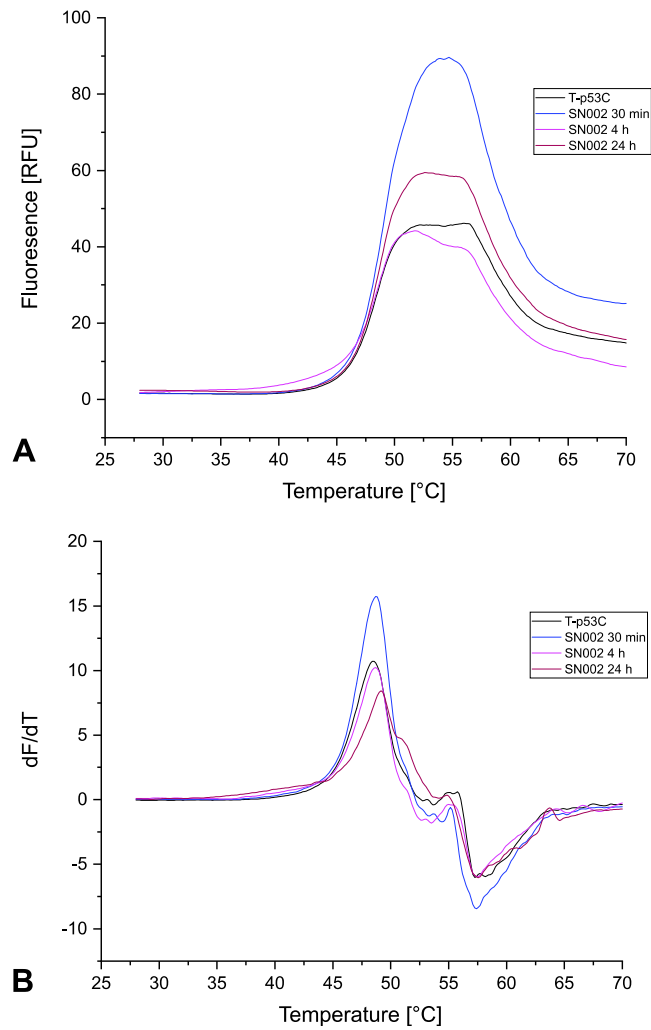 100
80
60
40
20
0
Fluoresence [RFU]
T-p53C
SN002 30 min
SN002 4 h
SN002 24 h
25 30 35 40 45 50 55 60 65 70
Temperature [°C]
A
20
15
10
5
0
-5
-10
dF/dT
T-p53C
SN002 30 min
SN002 4 h
SN002 24 h
25 30 35 40 45 50 55 60 65 70
Temperature [°C]
B